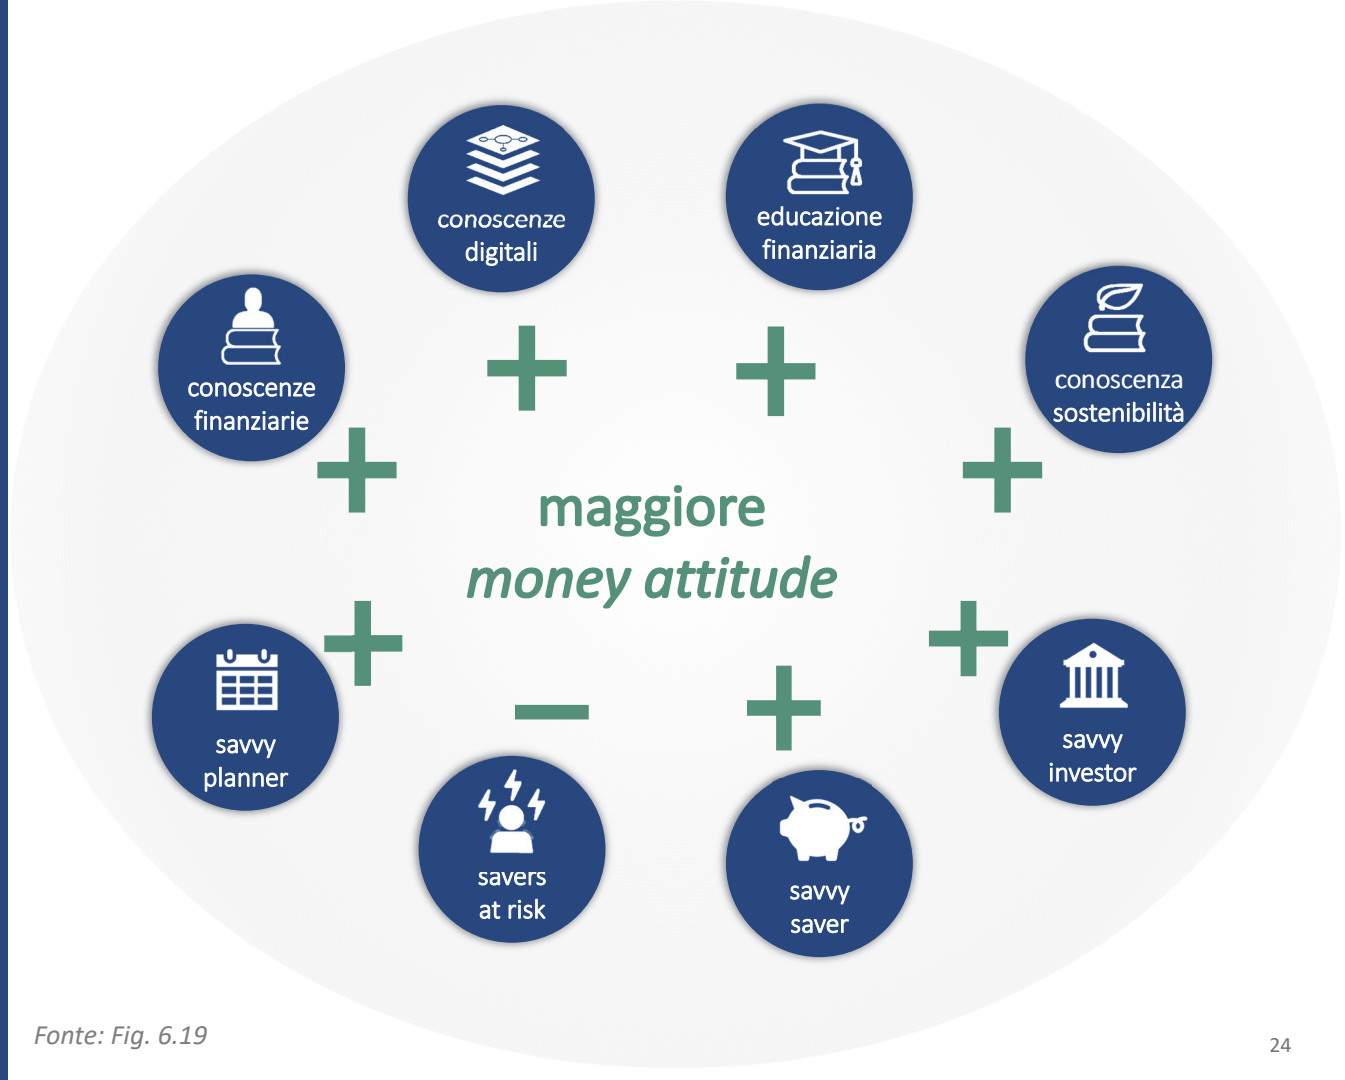 conoscenze
digitali
educazione
finanziaria
conoscenze
finanziarie
conoscenza
sostenibilità
maggiore
money attitude
savvy
planner
savers
at risk
savvy
saver
savvy
investor
Fonte: Fig. 6.19
24